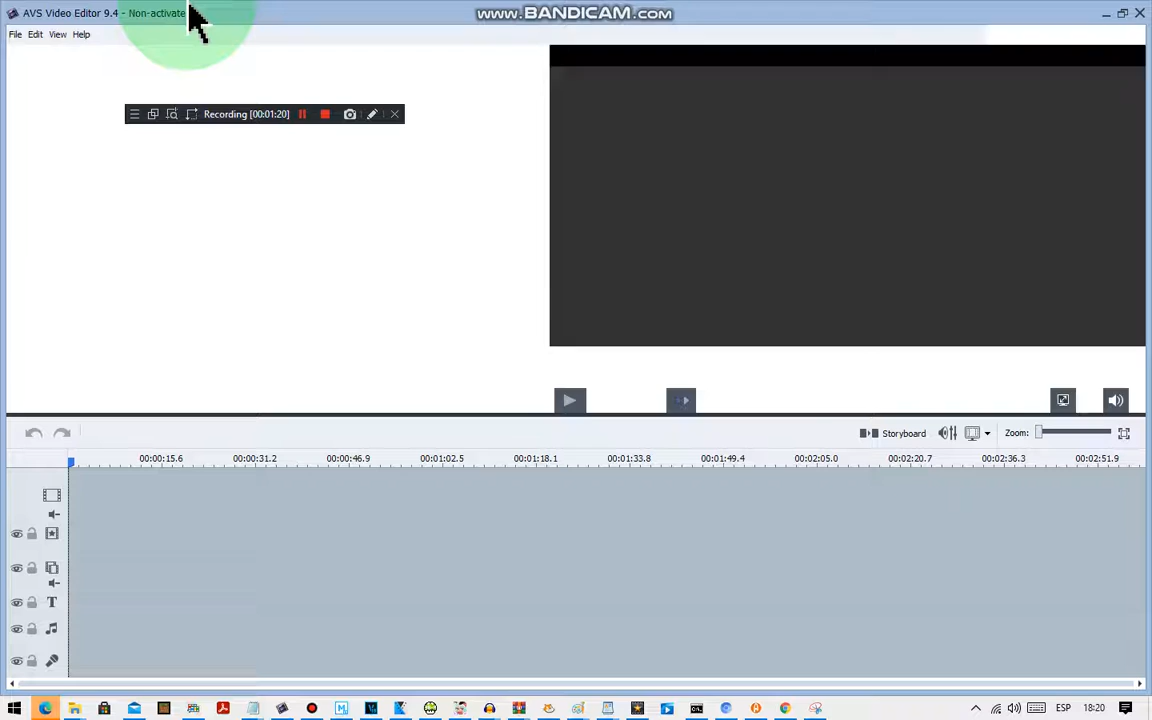 AVS Video Editor 9.4 - Non-activate
www.BANDICAM.com
File Edit View Help
Recording [00:01:20]
Storyboard Zoom:
00:00:15.6 00:00:31.2 00:00:46.9 00:01:02.5 00:01:18.1 00:01:33.8 00:01:49.4 00:02:05.0 00:02:20.7 00:02:36.3 00:02:51.9
T
ESP 18:20